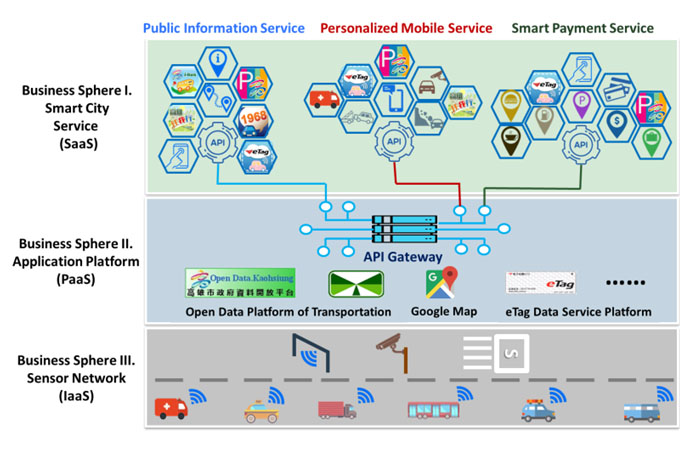 Public Information Service
Personalized Mobile Service
Smart Payment Service
Business Sphere I.
Smart City
Service
(SaaS)
i
P
P
eTag
eTag
P
P
1968
$
API
API
API
eTag
Business Sphere II.
Application Platform
(PaaS)
API Gateway
Open Data.Kaohsiung
高雄市政府資料開放平台
G
eTag
......
Open Data Platform of Transportation
Google Map
eTag Data Service Platform
Business Sphere III.
Sensor Network
(IaaS)
S